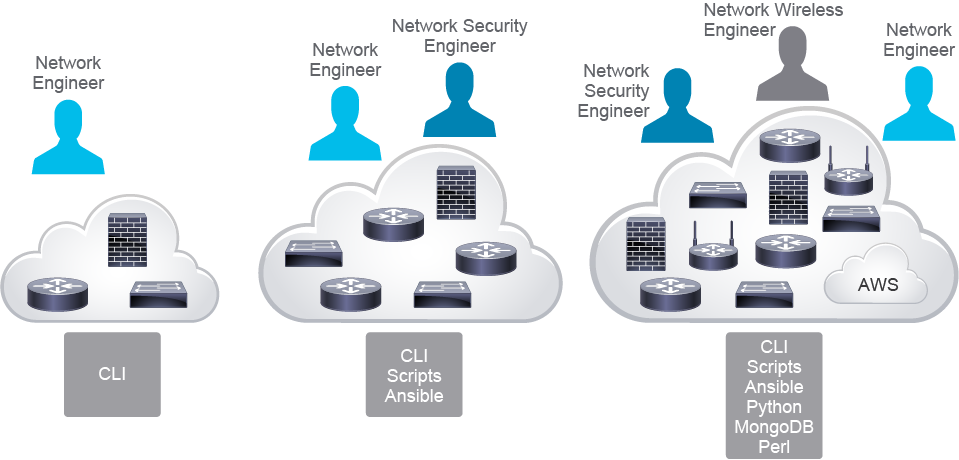 Network
Engineer
CLI
Network
Engineer
Network Security
Engineer
CLI
Scripts
Ansible
Network
Security
Engineer
Network Wireless
Engineer
Network
Engineer
AWS
CLI
Scripts
Ansible
Python
MongoDB
Perl